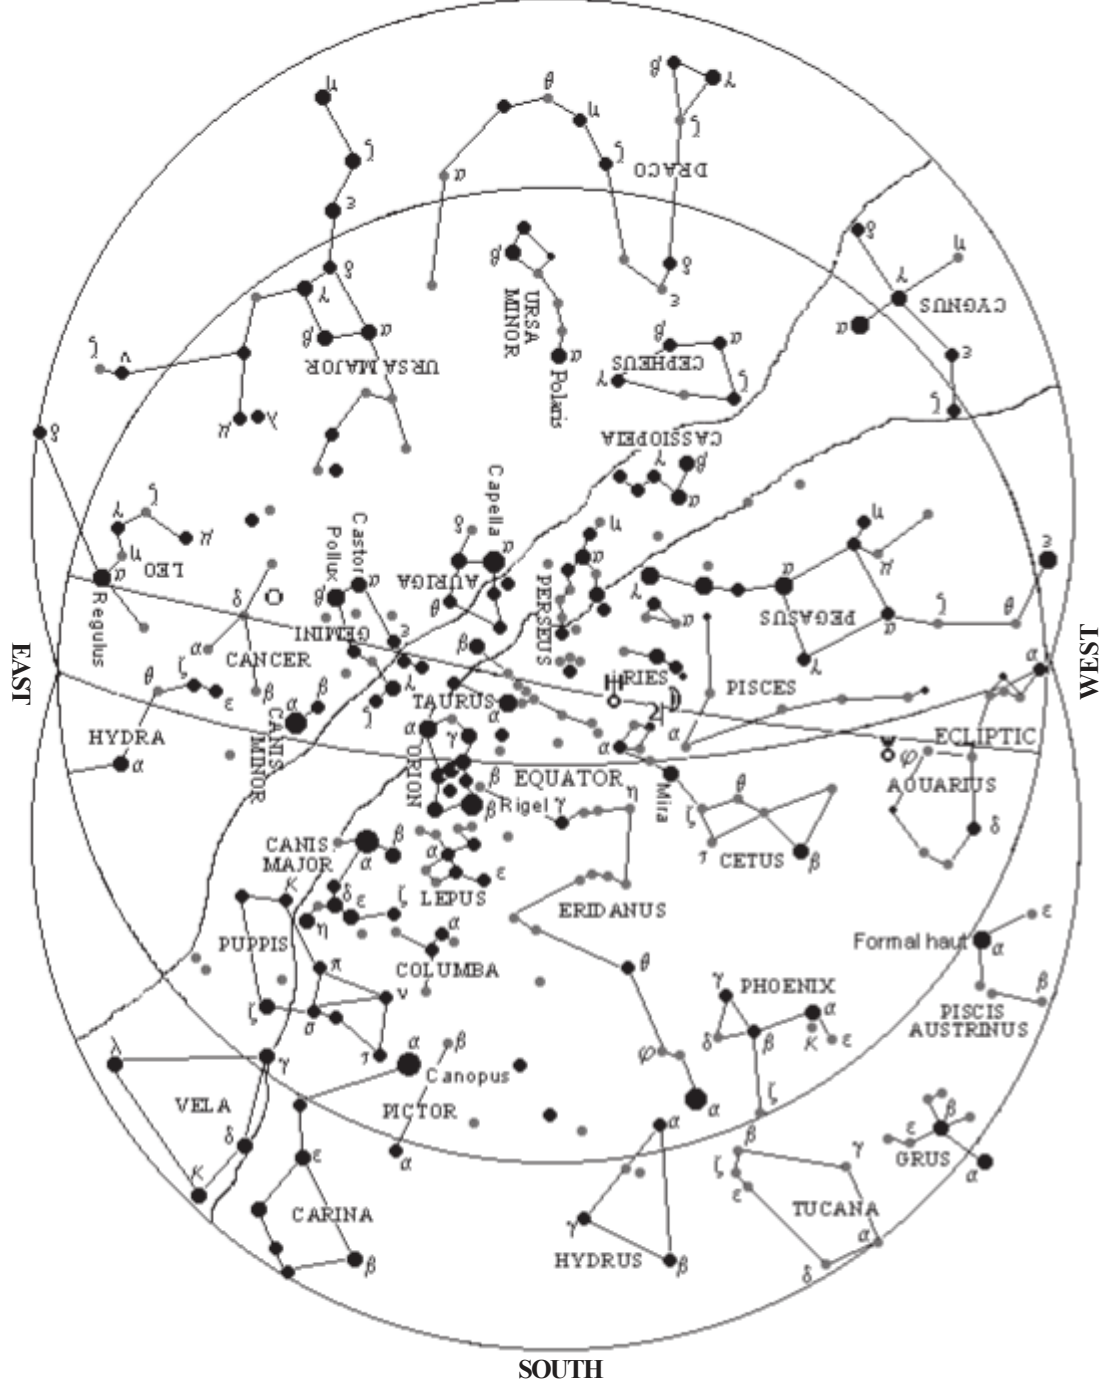 μ
ζ
ε
δ
γ
β
α
URSA MAJOR
ν
ζ
μ
λ
θ
η
ζ
α
β
γ
ζ
DRACO
δ
ε
β
URSA
MINOR
α
Polaris
β
α
CEPHEUS
γ
ζ
δ
η
γ
CYGNUS
α
ε
ζ
CASSIOPEIA
γ
β
α
δ
γ
ζ
μ
η
LEO
α
Regulus
δ
α
CANCER
β
Castor
Pollux
α
β
GEMINI
ε
γ
ζ
Capella
δ
α
AURIGA
θ
η
α
PERSEUS
γ
α
η
μ
PEGASUS
α
ζ
θ
ε
γ
α
RIES
PISCES
α
α
β
TAURUS
α
EAST
WEST
θ
ζ
ε
HYDRA
α
α
β
CANIS
MINOR
α
γ
ORION
β
β
Rigel
γ
EQUATOR
η
Mira
ζ
θ
τ
CETUS
β
ECLIPTIC
φ
AQUARIUS
δ
α
CANIS
MAJOR
α
β
δ
ε
ζ
η
α
LEPUS
ε
ERIDANUS
θ
φ
α
κ
PUPPIS
π
ν
ζ
σ
τ
α
COLUMBA
Formal haut
α
ε
β
PISCIS
AUSTRINUS
γ
PHOENIX
α
δ
β
κ
ε
ζ
λ
γ
VELA
δ
κ
α
β
Canopus
PICTOR
α
ε
CARINA
β
α
γ
HYDRUS
β
β
γ
ζ
ε
TUCANA
α
δ
β
ε
GRUS
α
SOUTH